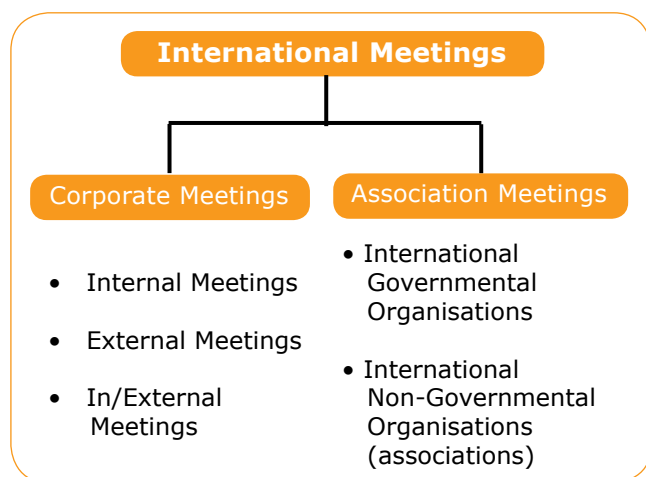 International Meetings
Corporate Meetings
• Internal Meetings
• External Meetings
• In/External
Meetings
Association Meetings
• International
Governmental
Organisations
• International
Non-Governmental
Organisations
(associations)